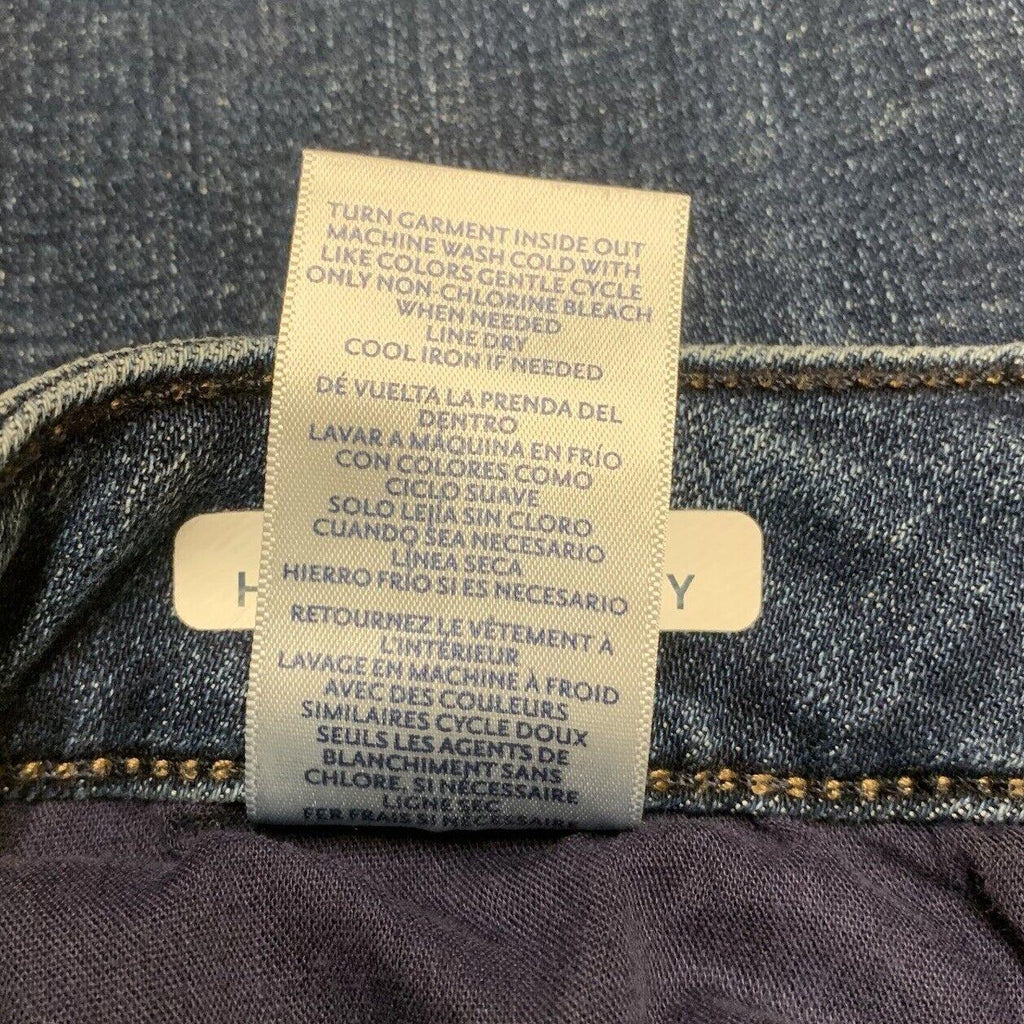 TURN GARMENT INSIDE OUT
MACHINE WASH COLD WITH
LIKE COLORS GENTLE CYCLE
ONLY NON-CHLORINE BLEACH
WHEN NEEDED
LINE DRY
COOL IRON IF NEEDED
DÉ VUELTA LA PRENDA DEL
DENTRO
LAVAR A MÁQUINA EN FRÍO
CON COLORES COMO
CICLO SUAVE
SOLO LEJÍA SIN CLORO
CUANDO SEA NECESARIO
LÍNEA SECA
HIERRO FRÍO SI ES NECESARIO
RETOURNEZ LE VÊTEMENT À
L'INTÉRIEUR
LAVAGE EN MACHINE À FROID
AVEC DES COULEURS
SIMILAIRES CYCLE DOUX
SEULS LES AGENTS DE
BLANCHIMENT SANS
CHLORE, SI NÉCESSAIRE
LIGNE SEC
FER FRAIS SI NÉCESSAIRE